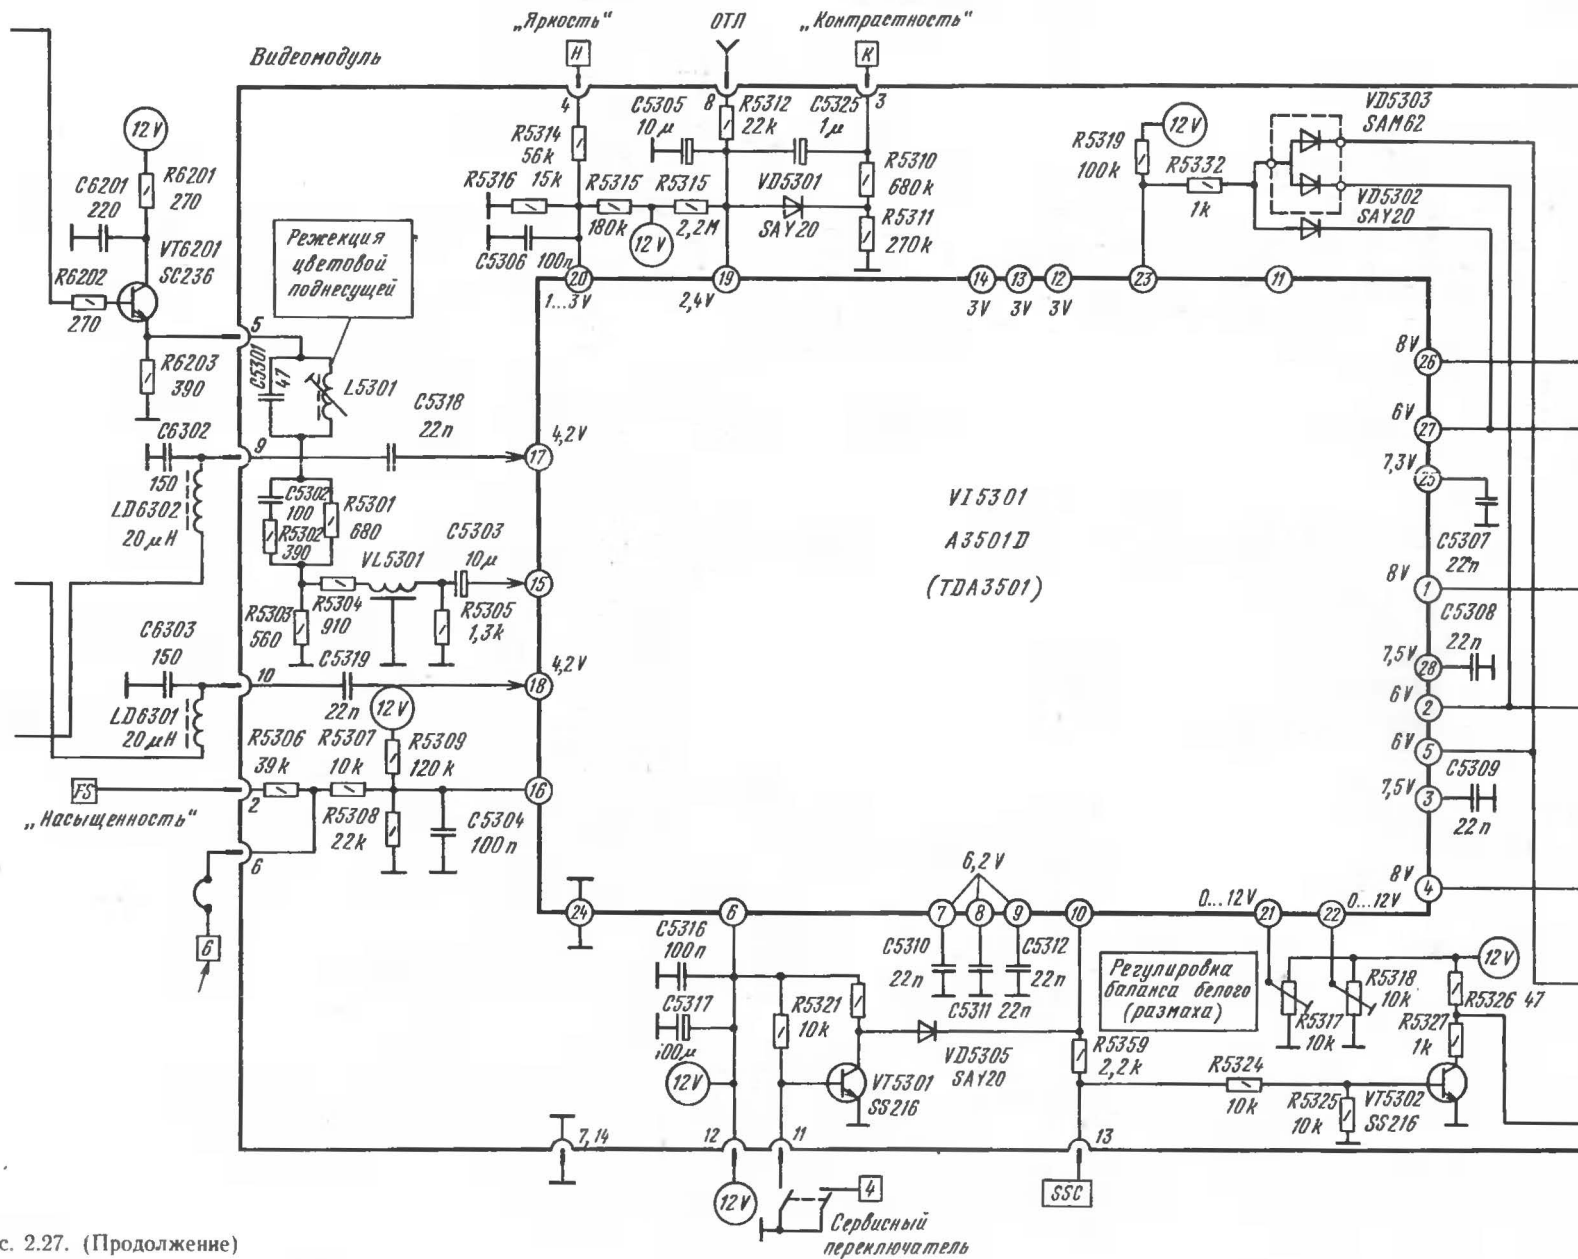 „Яркость"
ОТЛ
„Контрастность"
Видеомодуль
H
K
4
C5305
10 μ
8
R5312
22k
C5325
1 μ
3
VD5303
SAM62
12V
R5314
56k
R5319
100k
12V
R5332
1k
C6201
220
R6201
270
R5316
15k
R5315
180k
R5315
2,2M
VD5301
SAY20
R5310
680k
R5311
270k
VD5302
SAY20
12V
C5306
100n
Режекция
цветовой
поднесущей
VT6201
SC236
R6202
270
20
1...3V
19
2,4V
14
3V
13
3V
12
3V
23
11
5
R6203
390
C5301
47
L5301
C5318
22n
8V
26
6V
27
7,3V
25
C6302
150
9
4,2V
17
LD6302
20μH
C5302
100
R5301
680
R5302
390
VL5301
C5303
10μ
15
VI5301
A3501D
(TDA3501)
C5307
22n
8V
1
R5303
560
R5304
910
R5305
1,3k
C5308
22n
7,5V
28
C6303
150
10
C5319
22n
4,2V
18
6V
2
LD6301
20μH
12V
6V
5
R5306
39k
R5307
10k
R5309
120k
C5309
22n
7,5V
3
FS
„Насыщенность"
2
16
R5308
22k
C5304
100n
6
6
8V
4
24
6
6,2V
7
8
9
10
0...12V
21
22
0...12V
C5316
100n
C5310
22n
C5311 22n
C5312
22n
Регулировка
баланса белого
(размаха)
12V
R5318
10k
R5317
10k
R5326 47
C5317
100μ
R5321
10k
R5327
1k
VD5305
SAY20
R5359
2,2k
12V
VT5301
SS216
R5324
10k
R5325
10k
VT5302
SS216
7,14
12
11
13
12V
4
SSC
Сервисный
переключатель
с. 2.27. (Продолжение)